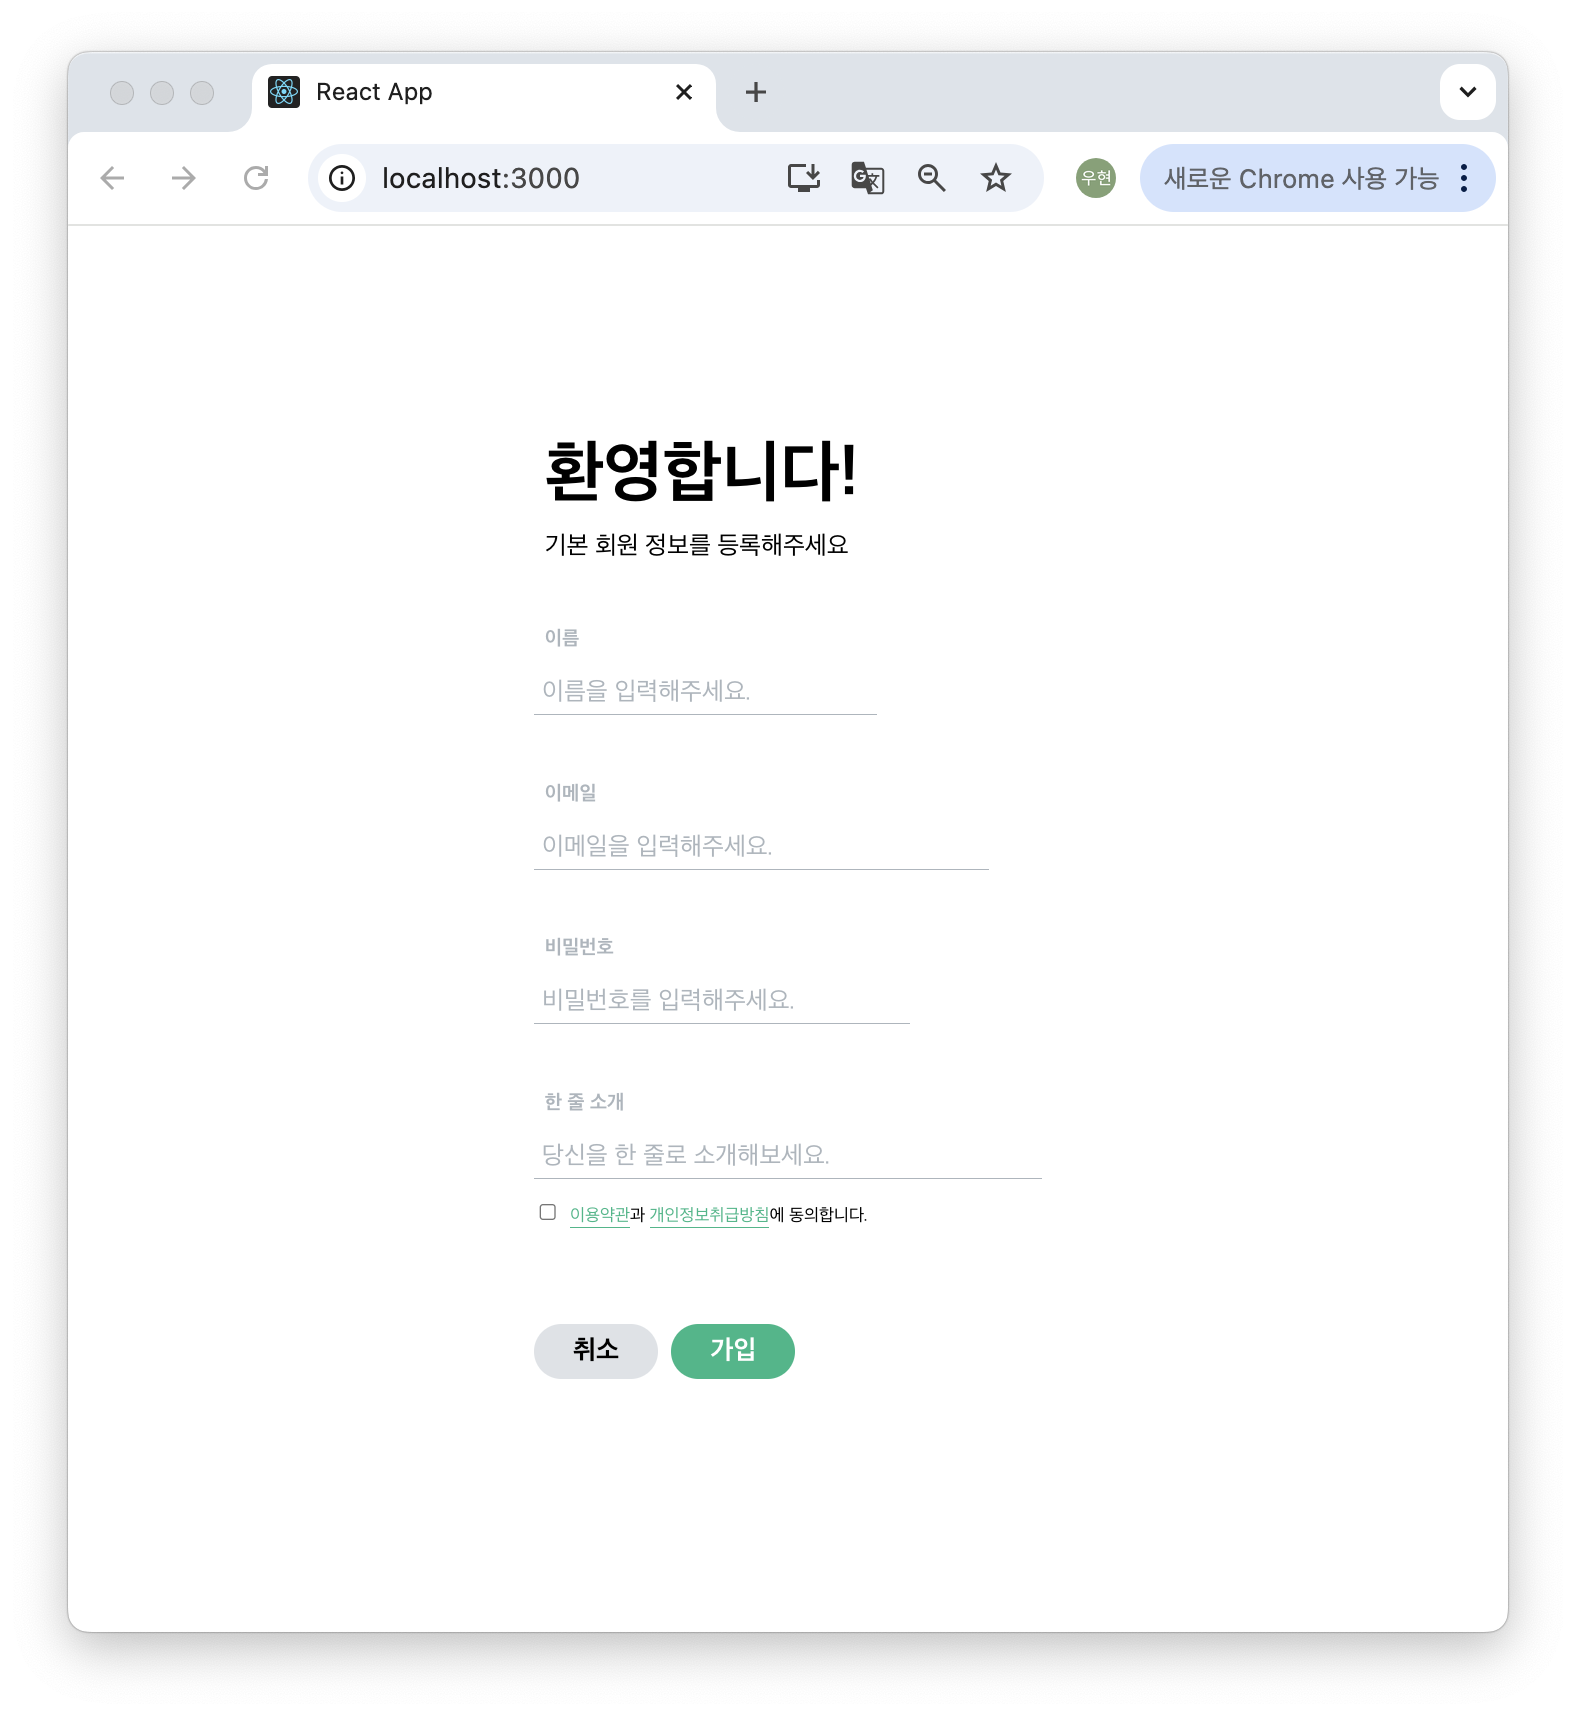 React App
localhost:3000
우현
새로운 Chrome 사용 가능
환영합니다!
기본 회원 정보를 등록해주세요
이름
이름을 입력해주세요.
이메일
이메일을 입력해주세요.
비밀번호
비밀번호를 입력해주세요.
한 줄 소개
당신을 한 줄로 소개해보세요.
이용약관과 개인정보취급방침에 동의합니다.
취소 가입